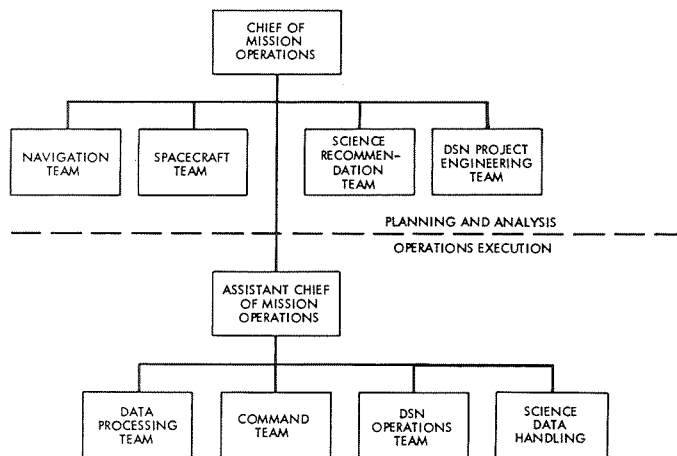 CHIEF OF
MISSION
OPERATIONS
NAVIGATION
TEAM
SPACECRAFT
TEAM
SCIENCE
RECOMMEN-
DATION
TEAM
DSN PROJECT
ENGINEERING
TEAM
PLANNING AND ANALYSIS
OPERATIONS EXECUTION
ASSISTANT CHIEF
OF MISSION
OPERATIONS
DATA
PROCESSING
TEAM
COMMAND
TEAM
DSN
OPERATIONS
TEAM
SCIENCE
DATA
HANDLING